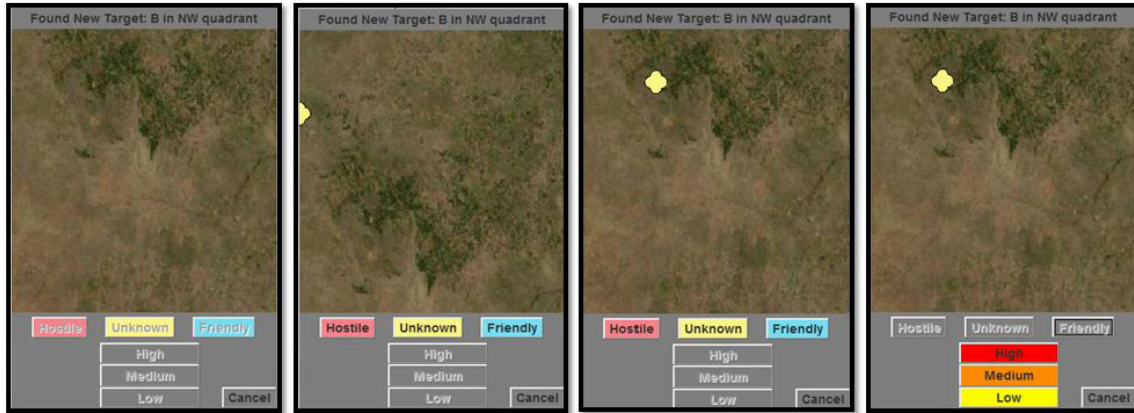 Found New Target: B in NW quadrant
Hostile Unknown Friendly
High
Medium
Low
Cancel
Found New Target: B in NW quadrant
Hostile Unknown Friendly
High
Medium
Low
Cancel
Found New Target: B in NW quadrant
Hostile Unknown Friendly
High
Medium
Low
Cancel
Found New Target: B in NW quadrant
Hostile Unknown Friendly
High
Medium
Low
Cancel